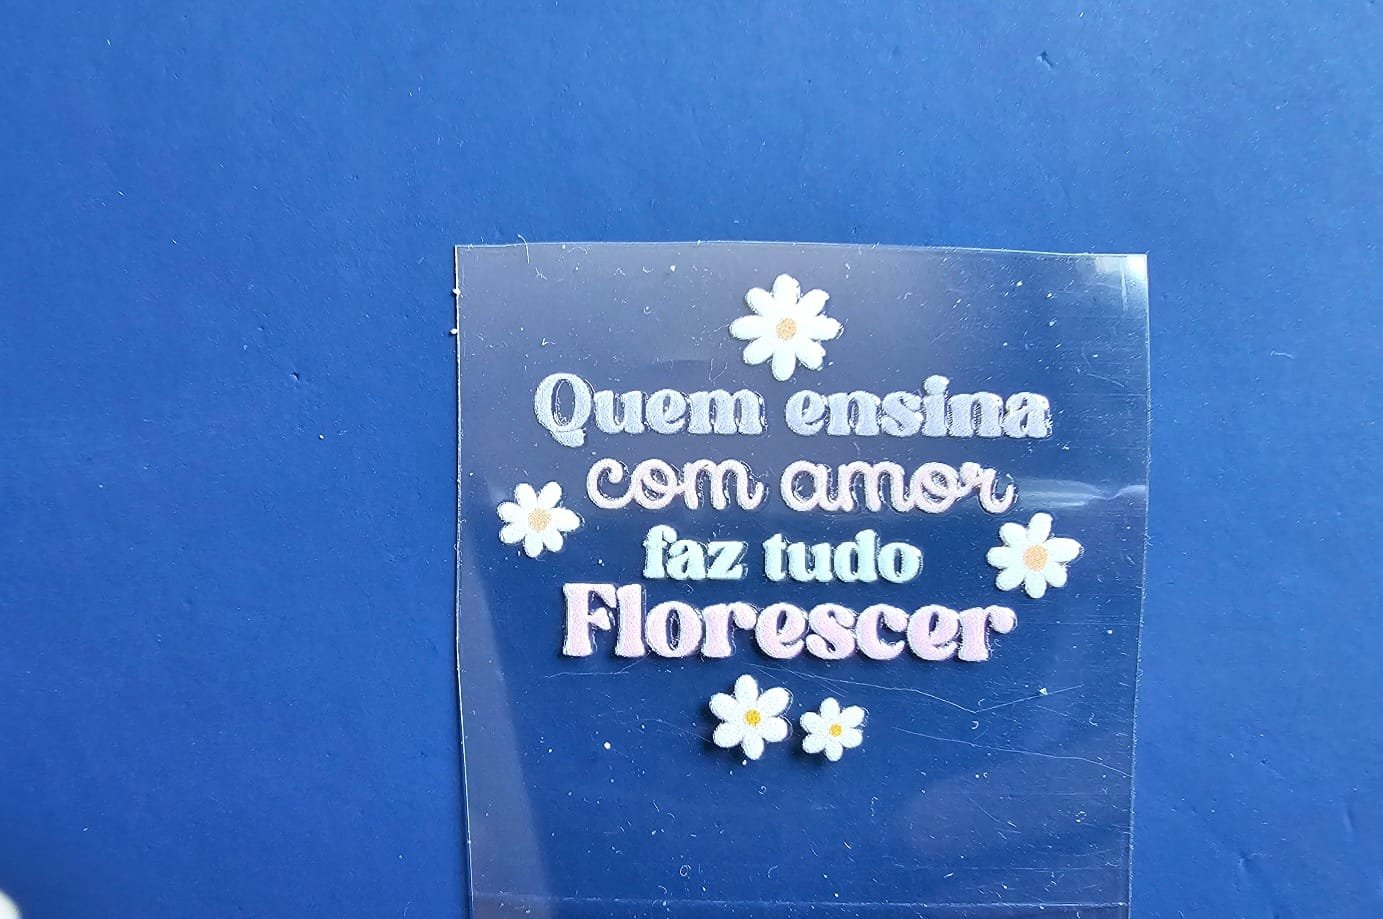 Quem ensina
com amor
faz tudo
Florescer